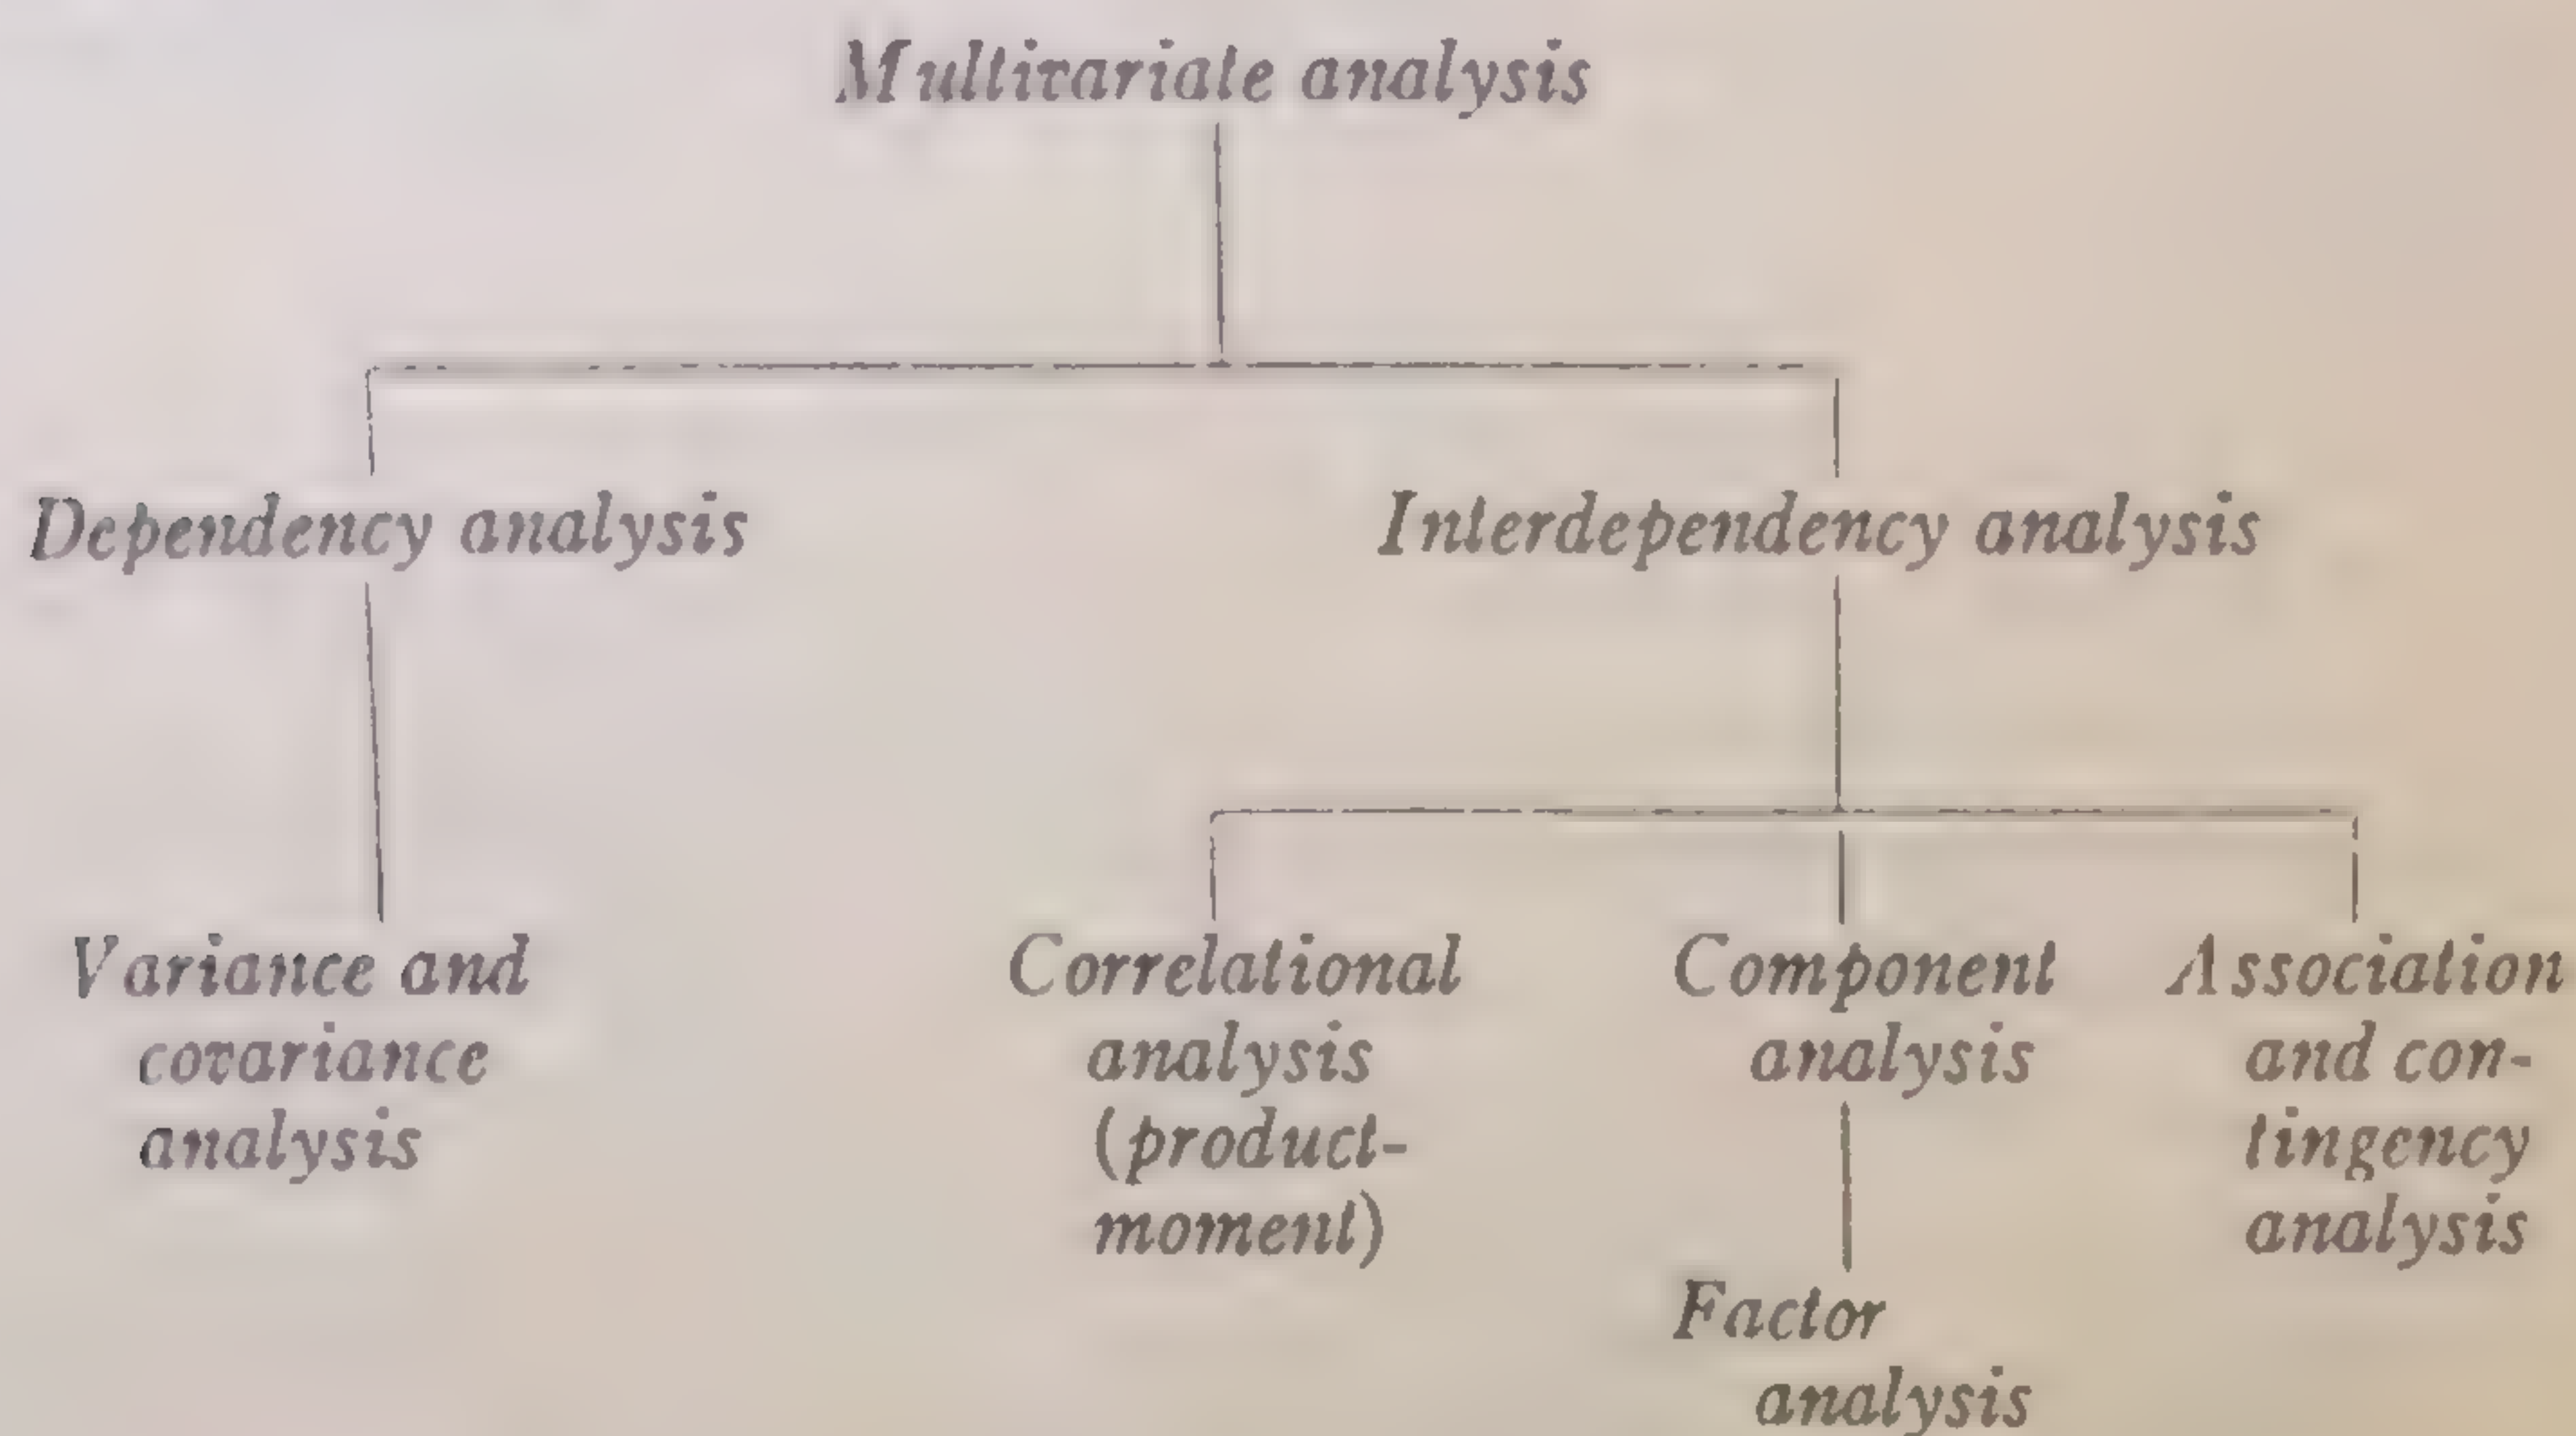 Multivariate analysis
Dependency analysis
Interdependency analysis
Variance and
covariance
analysis
Correlational
analysis
(product-
moment)
Component
analysis
Factor
analysis
Association
and con-
tingency
analysis